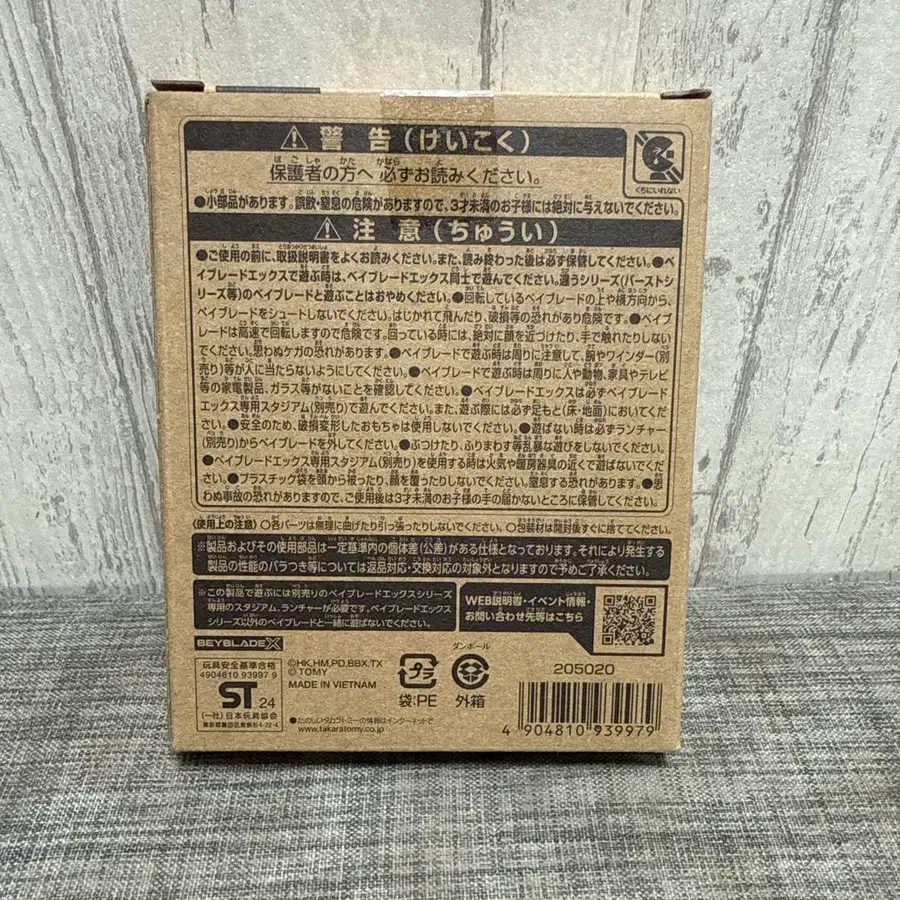 ⚠ 警告(けいこく)
保護者の方へ 必ずお読みください。
くちにいれない
●小部品があります。誤飲・窒息の危険がありますので、3才未満のお子様には絶対に与えないでください。
⚠ 注意(ちゅうい)
●ご使用の前に、取扱説明書をよくお読みください。また、読み終わった後は必ず保管してください。●ベ
イブレードエックスで遊ぶ時は、ベイブレードエックス同士で遊んでください。違うシリーズ(バーストシ
リーズ等)のベイブレードと遊ぶことはおやめください。●回転しているベイブレードの上や横方向から、
ベイブレードをシュートしないでください。はじかれて飛んだり、破損等の恐れがあり危険です。●ベイブ
レードは高速で回転しますので危険です。回っている時には、絶対に顔を近づけたり、手で触れたりしない
でください。思わぬケガの恐れがあります。●ベイブレードで遊ぶ時は周りに注意して、腕やワインダー(別
売り)等が人に当たらないようにしてください。●ベイブレードで遊ぶ時は周りに人や動物、家具やテレビ
等の家電製品、ガラス等がないことを確認してください。●ベイブレードエックスは必ずベイブレード
エックス専用スタジアム(別売り)で遊んでください。また、遊ぶ際には必ず足もと(床・地面)においてくだ
さい。●安全のため、破損変形したおもちゃは使用しないでください。●遊ばない時は必ずランチャー
(別売り)からベイブレードを外してください。●ぶつけたり、ふりまわす等乱暴な遊びをしないでください。
●ベイブレードエックス専用スタジアム(別売り)を使用する時は火気や暖房器具の近くで遊ばないでくだ
さい。●プラスチック袋を頭から被ったり、顔を覆ったりしないでください。窒息する恐れがあります。●思
わぬ事故の恐れがありますので、ご使用後は3才未満のお子様の手の届かないところに保管してください。
〈使用上の注意〉○各パーツは無理に曲げたり引っ張ったりしないでください。○包装材は開封後すぐに捨ててください。
※製品およびその使用部品は一定基準内の個体差(公差)がある仕様となっております。それにより発生する
製品の性能のバラつき等については返品対応・交換対応の対象外となりますので予めご了承ください。
※この製品で遊ぶには別売りのベイブレードエックスシリーズ
専用のスタジアム、ランチャーが必要です。ベイブレードエックス
シリーズ以外のベイブレードと一緒に遊ばないでください。
WEB説明書・イベント情報・
お問い合わせ先等はこちら
BEYBLADE X
玩具安全基準合格
4904810 93997 9
ST 24
(一社)日本玩具協会
東京都墨田区東駒形4-22-4
©HK,HM,PD,BBX,TX
© TOMY
MADE IN VIETNAM
●たのしいタカラトミーの情報はインターネットで
www.takaratomy.co.jp
プラ
袋:PE
ダンボール
外箱
205020
4 904810 939979